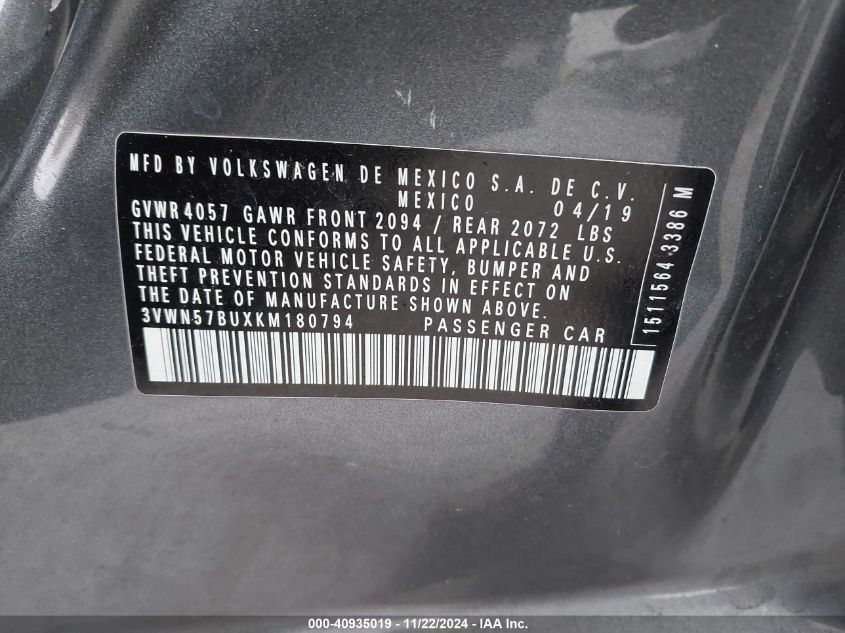 MFD BY VOLKSWAGEN DE MEXICO S.A. DE C.V.
MEXICO 04/19
GVWR 4057 GAWR FRONT 2094 / REAR 2072 LBS
THIS VEHICLE CONFORMS TO ALL APPLICABLE U.S.
FEDERAL MOTOR VEHICLE SAFETY, BUMPER AND
THEFT PREVENTION STANDARDS IN EFFECT ON
THE DATE OF MANUFACTURE SHOWN ABOVE.
3VWN57BUXKM180794 PASSENGER CAR
1511564 3386 M
000-40935019 - 11/22/2024 - IAA Inc.